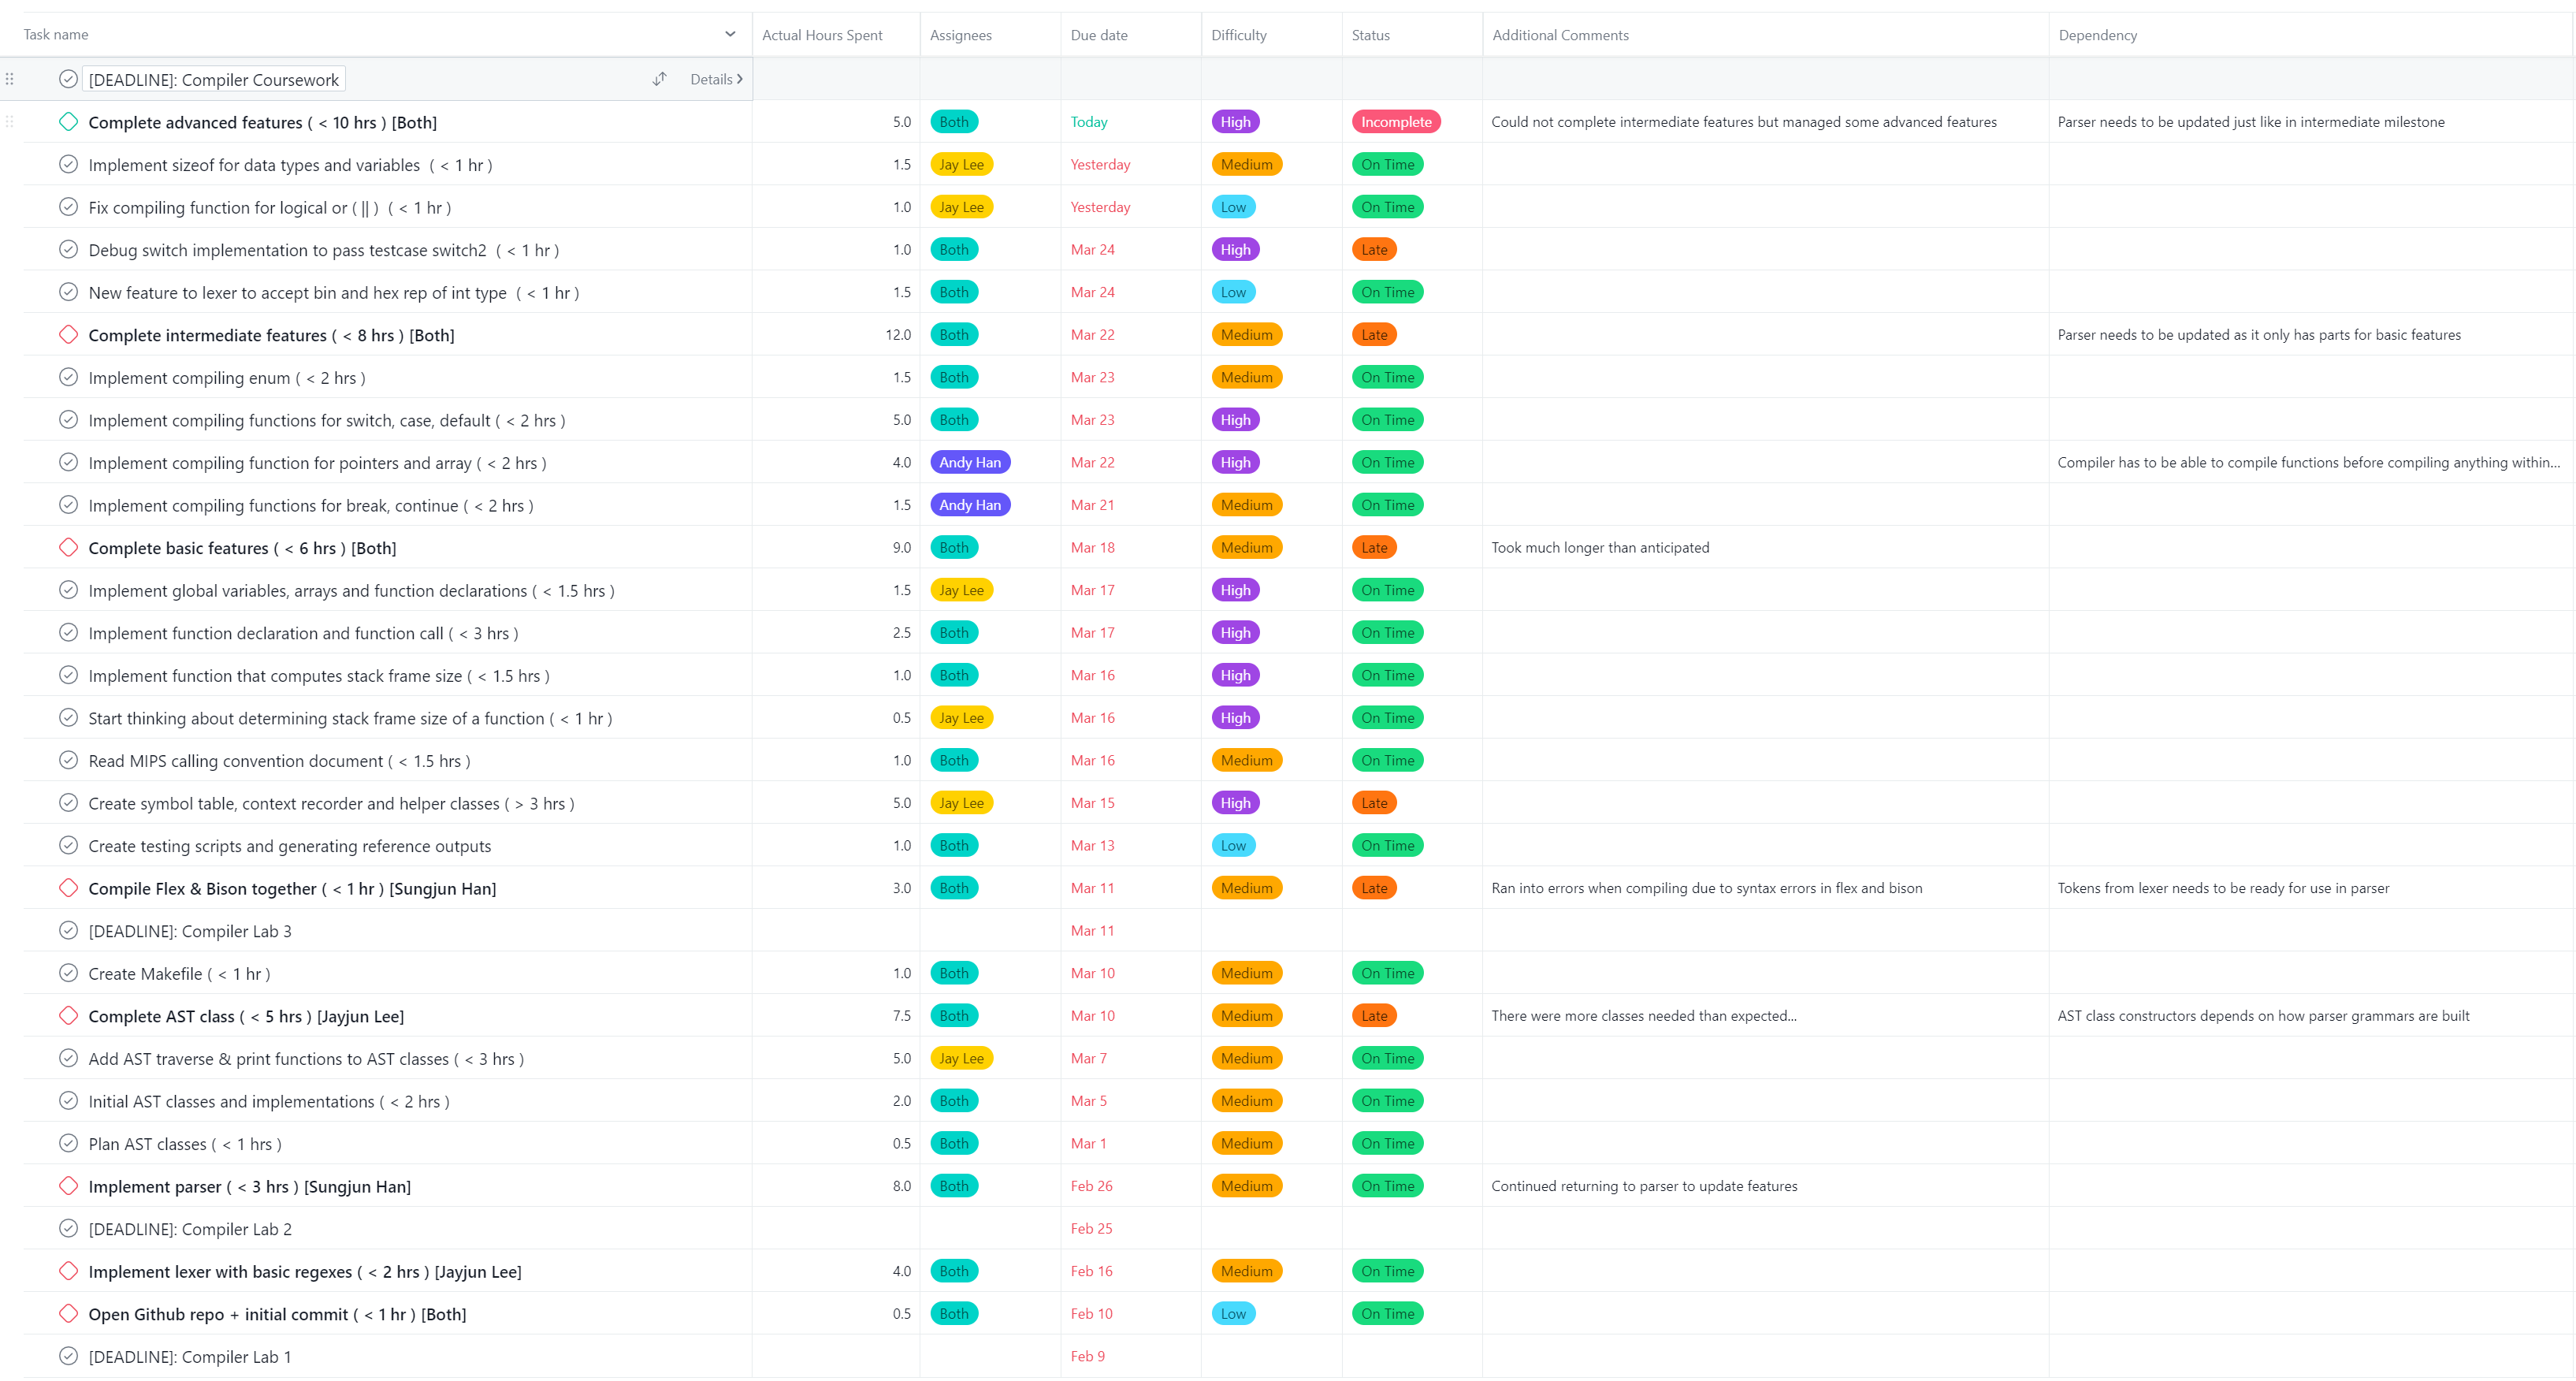 Task name Actual Hours Spent Assignees Due date Difficulty Status Additional Comments Dependency
[DEADLINE]: Compiler Coursework Details
Complete advanced features ( < 10 hrs ) [Both] 5.0 Both Today High Incomplete Could not complete intermediate features but managed some advanced features Parser needs to be updated just like in intermediate milestone
Implement sizeof for data types and variables ( < 1 hr ) 1.5 Jay Lee Yesterday Medium On Time
Fix compiling function for logical or ( || ) ( < 1 hr ) 1.0 Jay Lee Yesterday Low On Time
Debug switch implementation to pass testcase switch2 ( < 1 hr ) 1.0 Both Mar 24 High Late
New feature to lexer to accept bin and hex rep of int type ( < 1 hr ) 1.5 Both Mar 24 Low On Time
Complete intermediate features ( < 8 hrs ) [Both] 12.0 Both Mar 22 Medium Late Parser needs to be updated as it only has parts for basic features
Implement compiling enum ( < 2 hrs ) 1.5 Both Mar 23 Medium On Time
Implement compiling functions for switch, case, default ( < 2 hrs ) 5.0 Both Mar 23 High On Time
Implement compiling function for pointers and array ( < 2 hrs ) 4.0 Andy Han Mar 22 High On Time Compiler has to be able to compile functions before compiling anything within...
Implement compiling functions for break, continue ( < 2 hrs ) 1.5 Andy Han Mar 21 Medium On Time
Complete basic features ( < 6 hrs ) [Both] 9.0 Both Mar 18 Medium Late Took much longer than anticipated
Implement global variables, arrays and function declarations ( < 1.5 hrs ) 1.5 Jay Lee Mar 17 High On Time
Implement function declaration and function call ( < 3 hrs ) 2.5 Both Mar 17 High On Time
Implement function that computes stack frame size ( < 1.5 hrs ) 1.0 Both Mar 16 High On Time
Start thinking about determining stack frame size of a function ( < 1 hr ) 0.5 Jay Lee Mar 16 High On Time
Read MIPS calling convention document ( < 1.5 hrs ) 1.0 Both Mar 16 Medium On Time
Create symbol table, context recorder and helper classes ( > 3 hrs ) 5.0 Jay Lee Mar 15 High Late
Create testing scripts and generating reference outputs 1.0 Both Mar 13 Low On Time
Compile Flex & Bison together ( < 1 hr ) [Sungjun Han] 3.0 Both Mar 11 Medium Late Ran into errors when compiling due to syntax errors in flex and bison Tokens from lexer needs to be ready for use in parser
[DEADLINE]: Compiler Lab 3 Mar 11
Create Makefile ( < 1 hr ) 1.0 Both Mar 10 Medium On Time
Complete AST class ( < 5 hrs ) [Jayjun Lee] 7.5 Both Mar 10 Medium Late There were more classes needed than expected... AST class constructors depends on how parser grammars are built
Add AST traverse & print functions to AST classes ( < 3 hrs ) 5.0 Jay Lee Mar 7 Medium On Time
Initial AST classes and implementations ( < 2 hrs ) 2.0 Both Mar 5 Medium On Time
Plan AST classes ( < 1 hrs ) 0.5 Both Mar 1 Medium On Time
Implement parser ( < 3 hrs ) [Sungjun Han] 8.0 Both Feb 26 Medium On Time Continued returning to parser to update features
[DEADLINE]: Compiler Lab 2 Feb 25
Implement lexer with basic regexes ( < 2 hrs ) [Jayjun Lee] 4.0 Both Feb 16 Medium On Time
Open Github repo + initial commit ( < 1 hr ) [Both] 0.5 Both Feb 10 Low On Time
[DEADLINE]: Compiler Lab 1 Feb 9